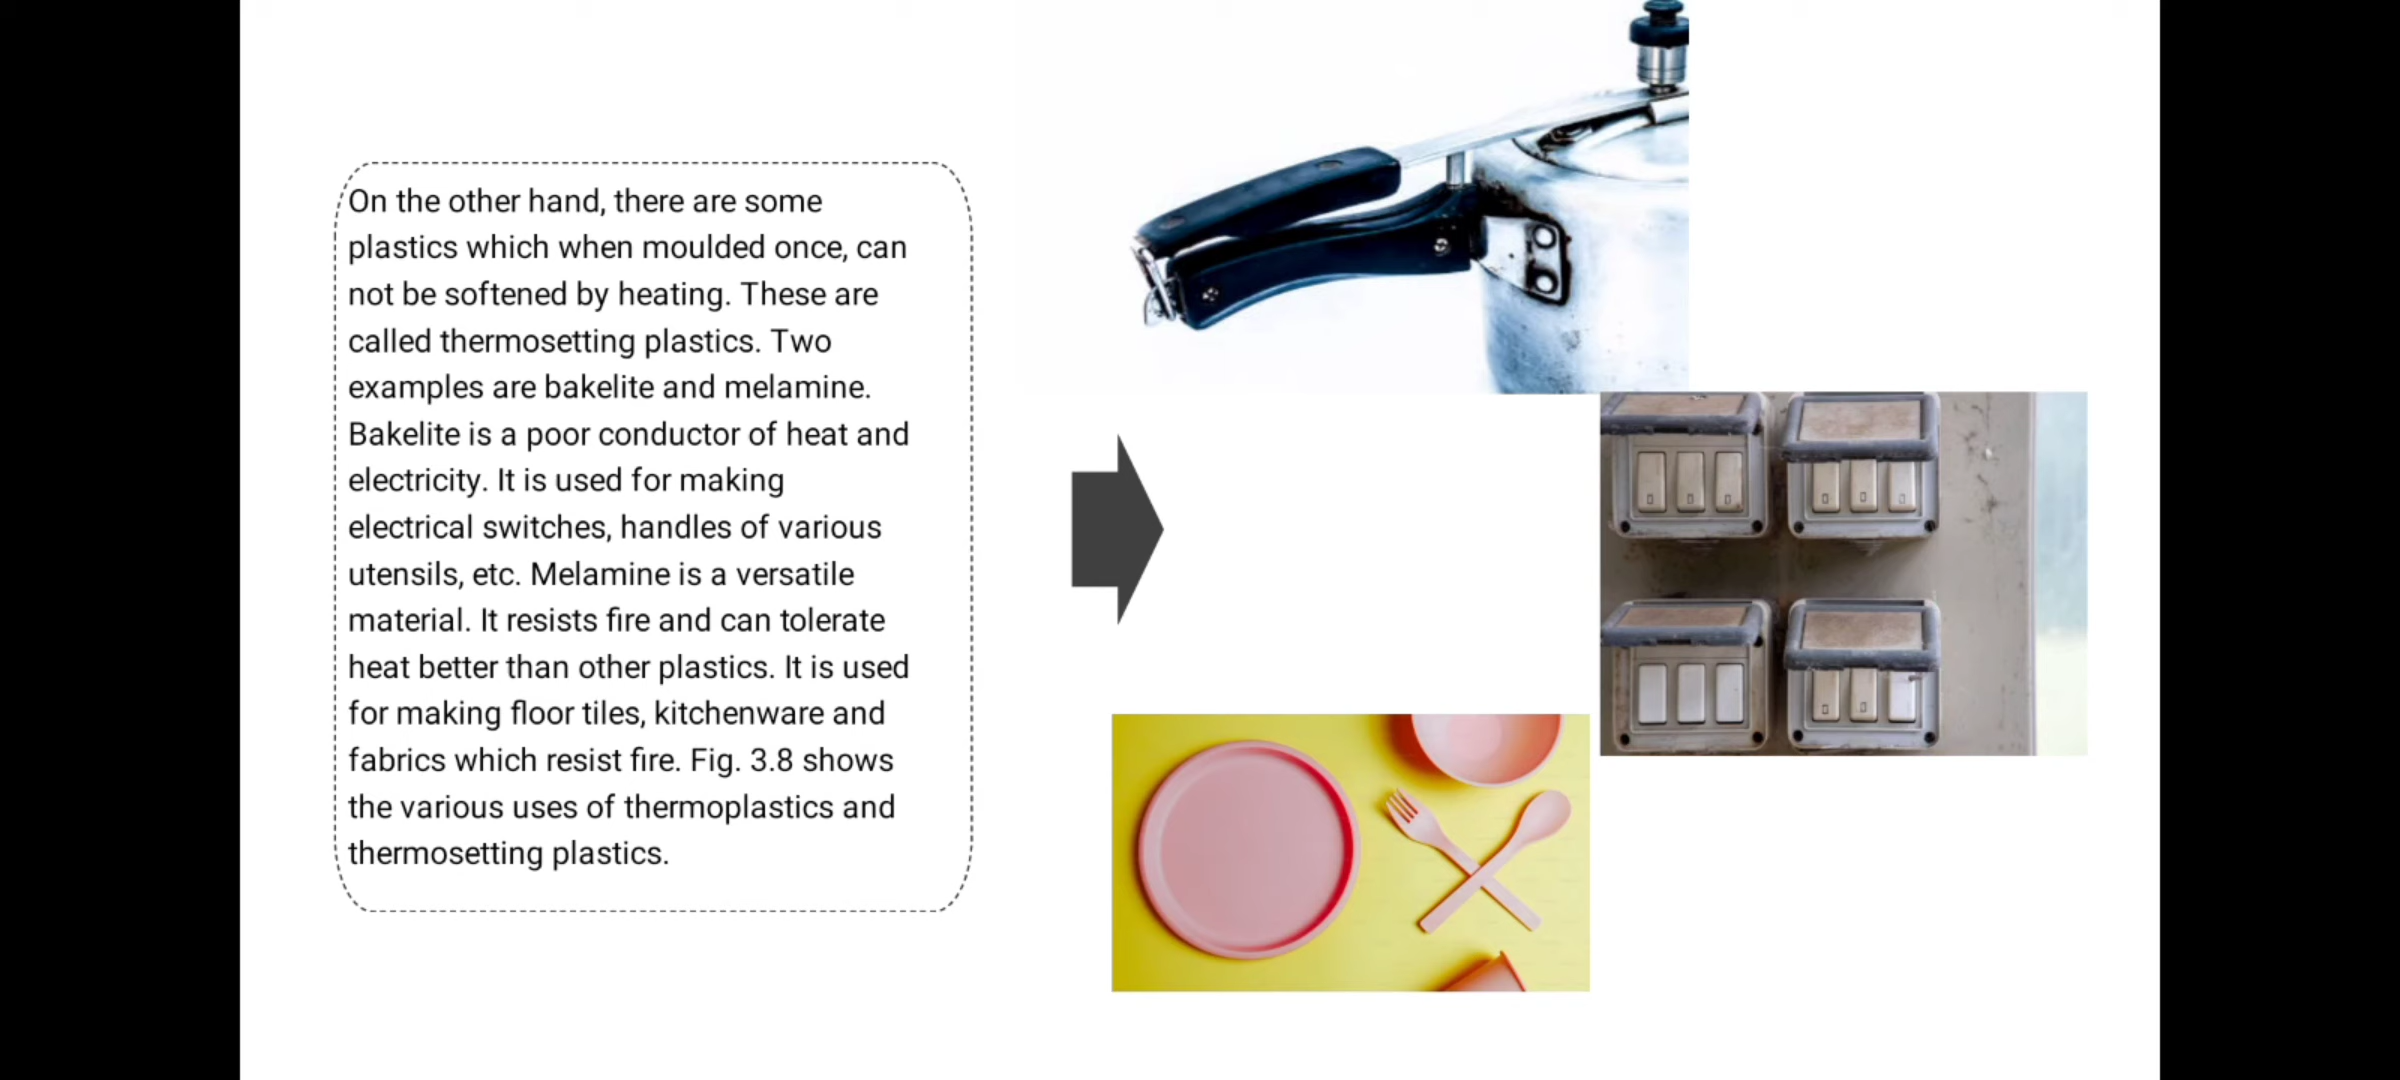 On the other hand, there are some
plastics which when moulded once, can
not be softened by heating. These are
called thermosetting plastics. Two
examples are bakelite and melamine.
Bakelite is a poor conductor of heat and
electricity. It is used for making
electrical switches, handles of various
utensils, etc. Melamine is a versatile
material. It resists fire and can tolerate
heat better than other plastics. It is used
for making floor tiles, kitchenware and
fabrics which resist fire. Fig. 3.8 shows
the various uses of thermoplastics and
thermosetting plastics.